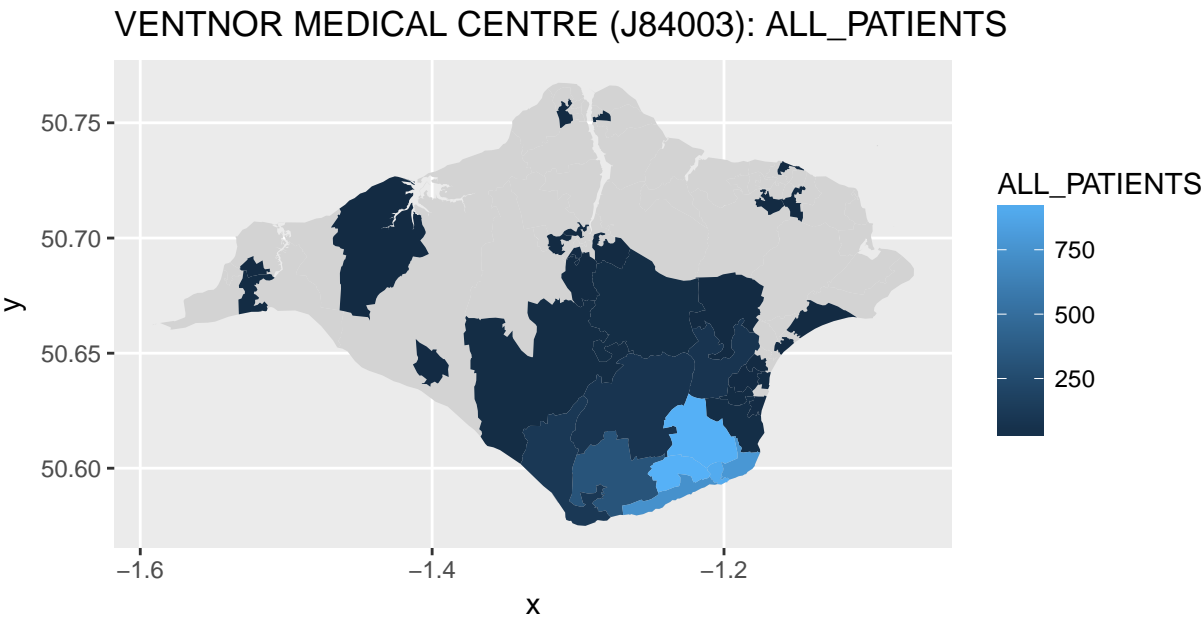 VENTNOR MEDICAL CENTRE (J84003): ALL_PATIENTS
50.75
50.70
50.65
50.60
y
−1.6
−1.4
−1.2
x
ALL_PATIENTS
750
500
250